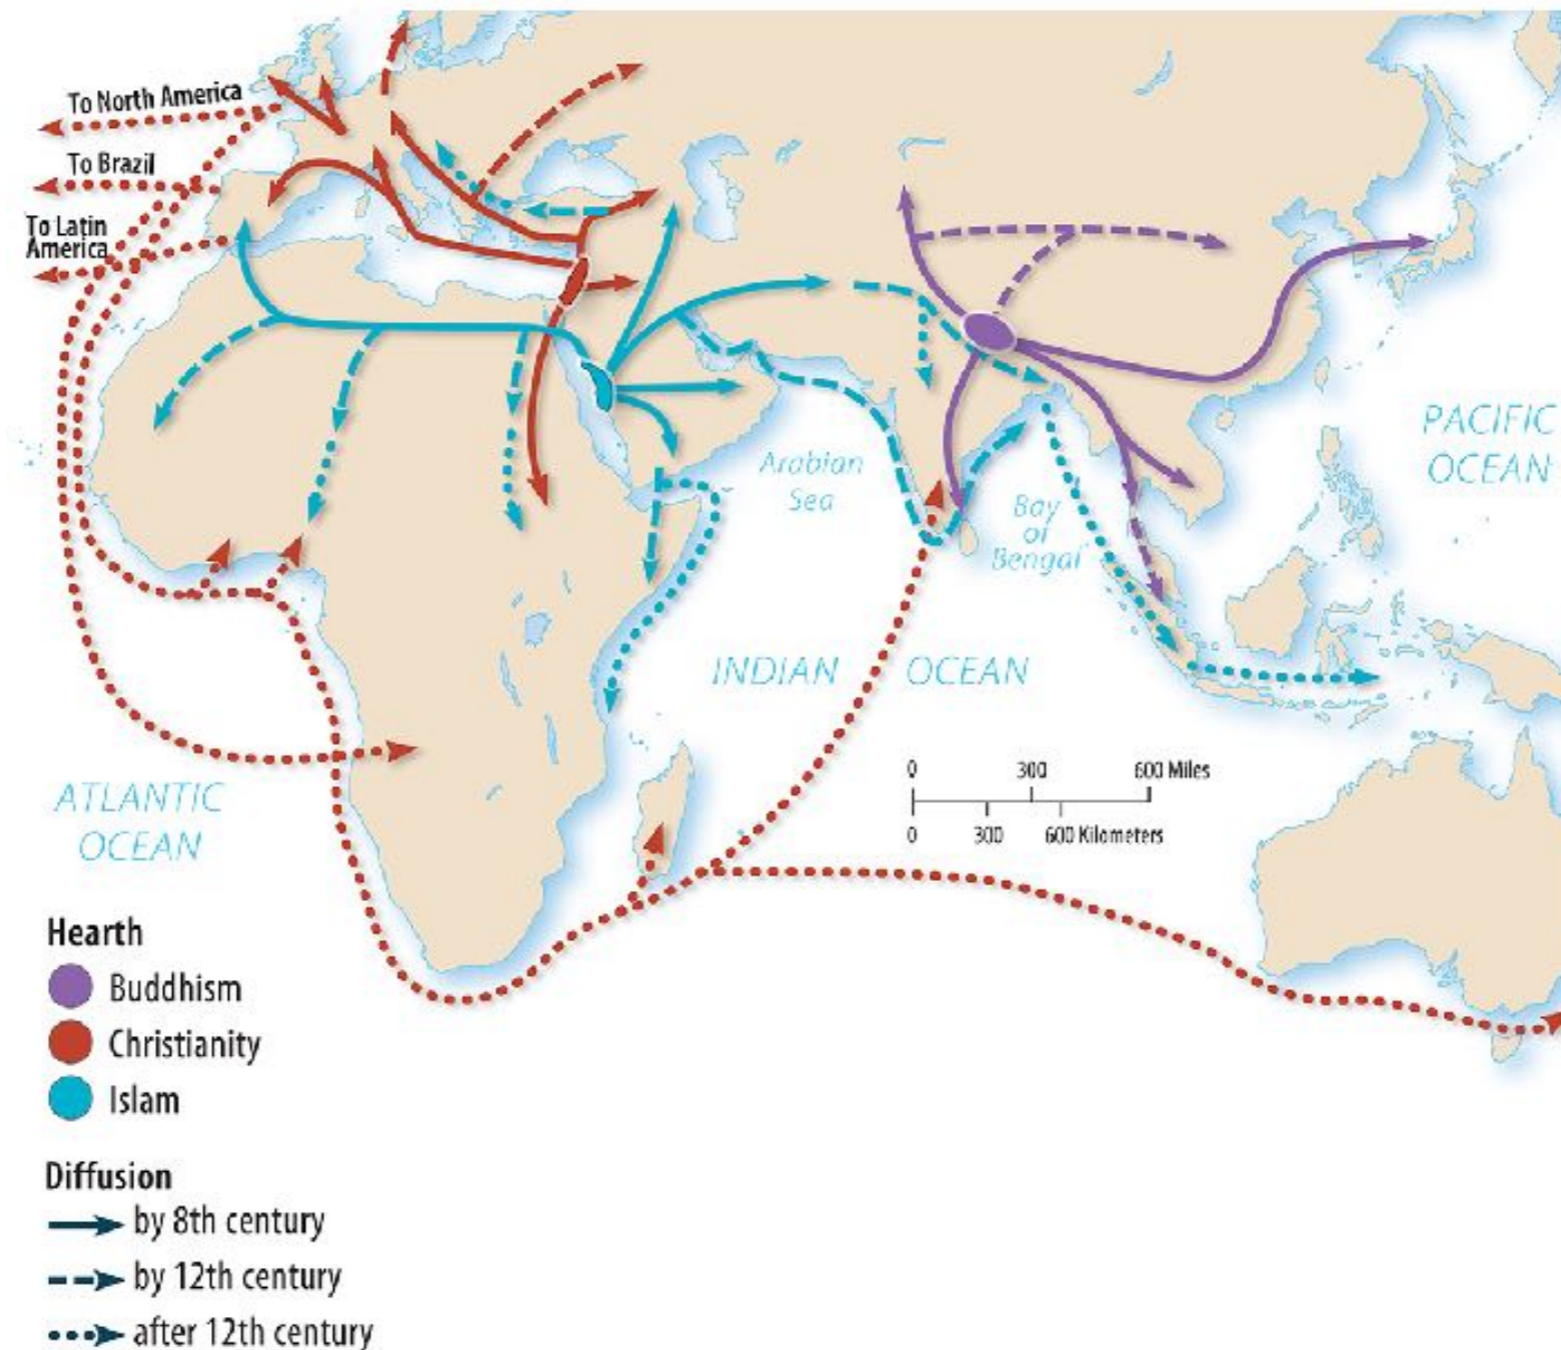 To North America
To Brazil
To Latin
America
PACIFIC
OCEAN
Arabian
Sea
Bay
of
Bengal
INDIAN OCEAN
ATLANTIC
OCEAN
0 300 600 Miles
0 300 600 Kilometers
Hearth
Buddhism
Christianity
Islam
Diffusion
by 8th century
by 12th century
after 12th century